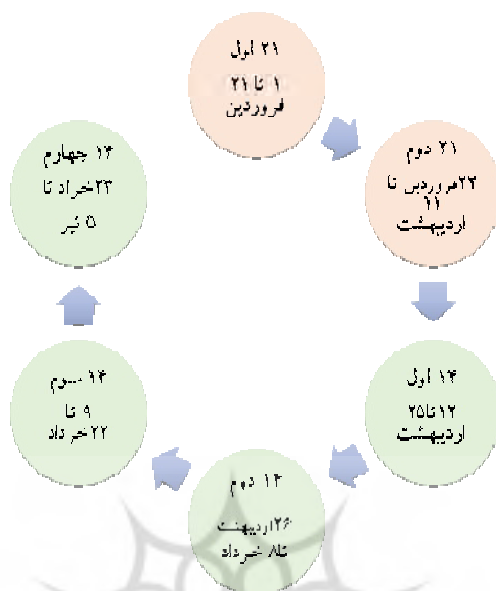 ۲۱ اول
۱ تا ۲۱
فروردین
۲۱ دوم
۲۲فروردین تا
۱۱
اردیبهشت
۱۴ اول
۱۲تا۲۵
اردیبهشت
۱۴ دوم
۲۶اردیبهشت
تا۸ خرداد
۱۴ سوم
۹ تا
۲۲خرداد
۱۴ چهارم
۲۳خرداد تا
۵ تیر